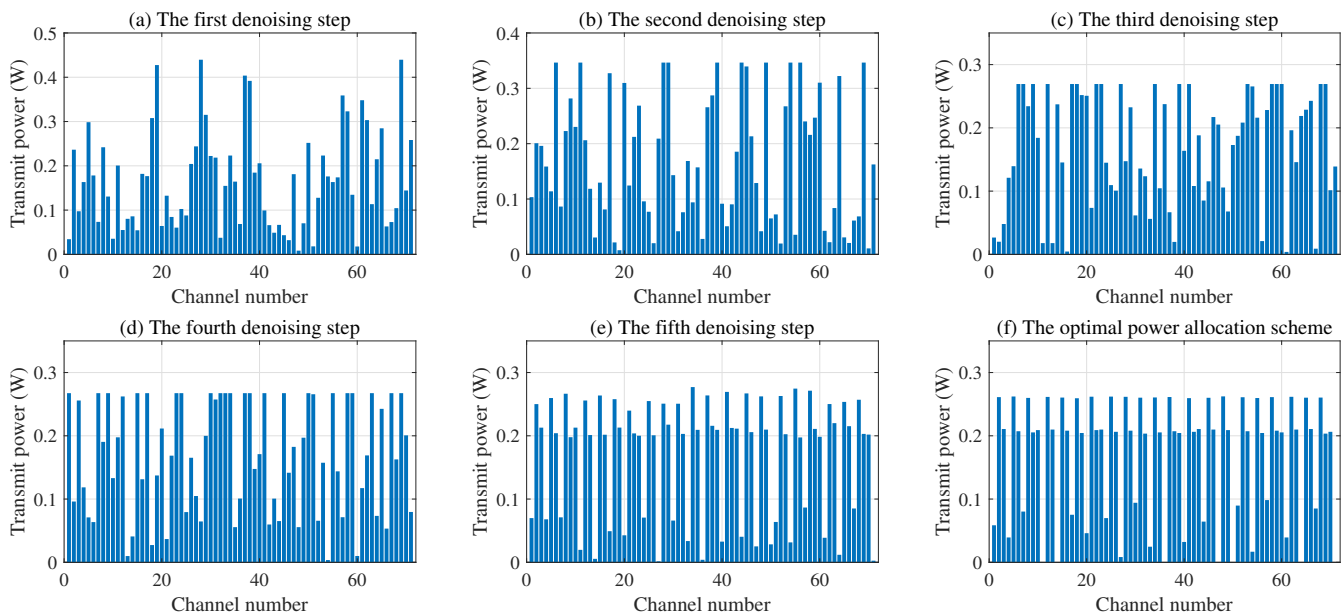 (a) The first denoising step
Transmit power (W)
0.5
0.4
0.3
0.2
0.1
0
0 20 40 60
Channel number
(b) The second denoising step
Transmit power (W)
0.4
0.3
0.2
0.1
0
0 20 40 60
Channel number
(c) The third denoising step
Transmit power (W)
0.3
0.2
0.1
0
0 20 40 60
Channel number
(d) The fourth denoising step
Transmit power (W)
0.3
0.2
0.1
0
0 20 40 60
Channel number
(e) The fifth denoising step
Transmit power (W)
0.3
0.2
0.1
0
0 20 40 60
Channel number
(f) The optimal power allocation scheme
Transmit power (W)
0.3
0.2
0.1
0
0 20 40 60
Channel number